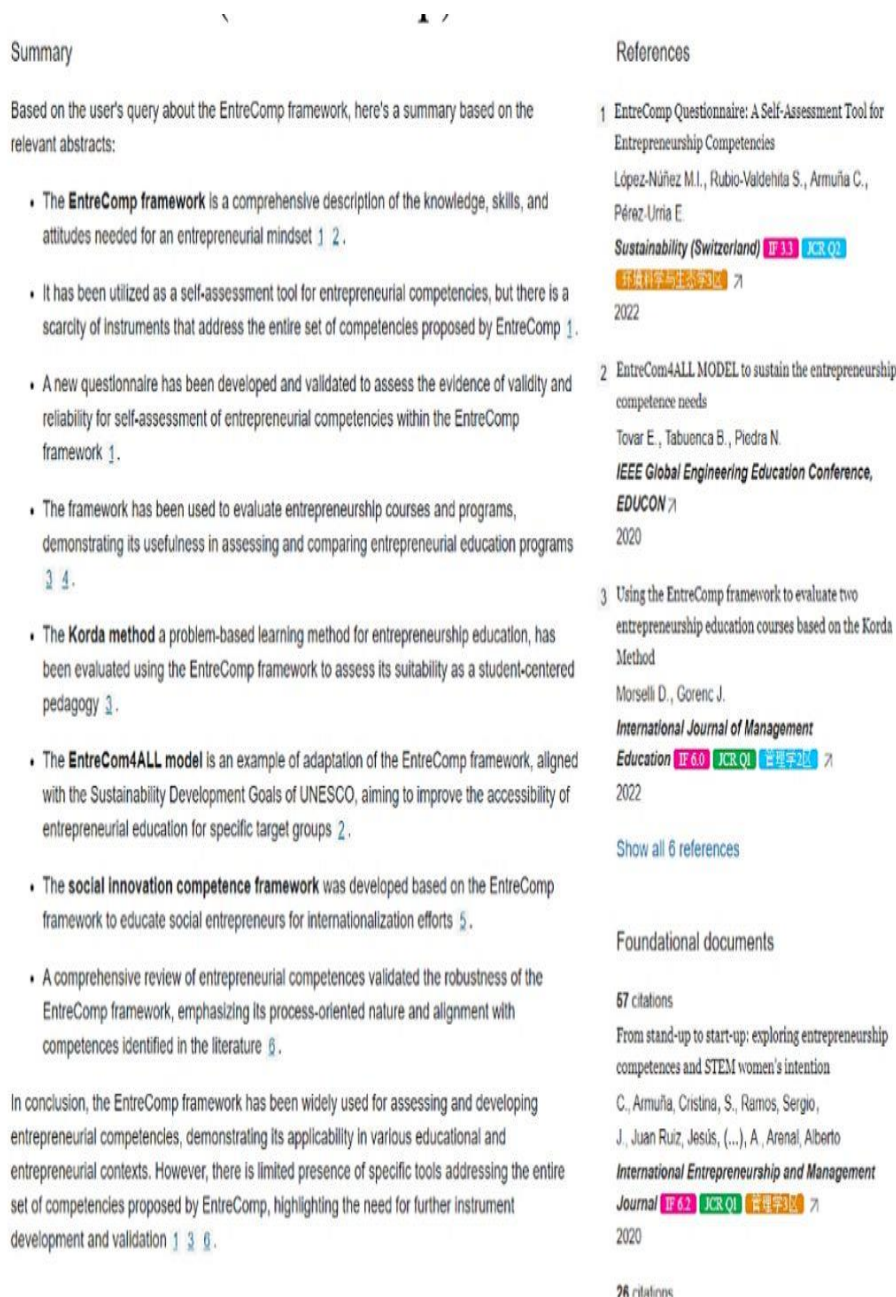 Summary
Based on the user's query about the EntreComp framework, here's a summary based on the
relevant abstracts:
• The EntreComp framework is a comprehensive description of the knowledge, skills, and
attitudes needed for an entrepreneurial mindset 1 2 .
• It has been utilized as a self-assessment tool for entrepreneurial competencies, but there is a
scarcity of instruments that address the entire set of competencies proposed by EntreComp 1 .
• A new questionnaire has been developed and validated to assess the evidence of validity and
reliability for self-assessment of entrepreneurial competencies within the EntreComp
framework 1 .
• The framework has been used to evaluate entrepreneurship courses and programs,
demonstrating its usefulness in assessing and comparing entrepreneurial education programs
3 4 .
• The Korda method a problem-based learning method for entrepreneurship education, has
been evaluated using the EntreComp framework to assess its suitability as a student-centered
pedagogy 3 .
• The EntreCom4ALL model is an example of adaptation of the EntreComp framework, aligned
with the Sustainability Development Goals of UNESCO, aiming to improve the accessibility of
entrepreneurial education for specific target groups 2 .
• The social innovation competence framework was developed based on the EntreComp
framework to educate social entrepreneurs for internationalization efforts 5 .
• A comprehensive review of entrepreneurial competences validated the robustness of the
EntreComp framework, emphasizing its process-oriented nature and alignment with
competences identified in the literature 6 .
In conclusion, the EntreComp framework has been widely used for assessing and developing
entrepreneurial competencies, demonstrating its applicability in various educational and
entrepreneurial contexts. However, there is limited presence of specific tools addressing the entire
set of competencies proposed by EntreComp, highlighting the need for further instrument
development and validation 1 3 6 .
References
1 EntreComp Questionnaire: A Self-Assessment Tool for
Entrepreneurship Competencies
López-Núñez M.I., Rubio-Valdehita S., Armuña C.,
Pérez-Urria E.
Sustainability (Switzerland) IF 3.3 JCR Q2
环境科学与生态学3区 ↗
2022
2 EntreCom4ALL MODEL to sustain the entrepreneurship
competence needs
Tovar E., Tabuenca B., Piedra N.
IEEE Global Engineering Education Conference,
EDUCON ↗
2020
3 Using the EntreComp framework to evaluate two
entrepreneurship education courses based on the Korda
Method
Morselli D., Gorenc J.
International Journal of Management
Education IF 6.0 JCR Q1 管理学2区 ↗
2022
Show all 6 references
Foundational documents
57 citations
From stand-up to start-up: exploring entrepreneurship
competences and STEM women's intention
C., Armuña, Cristina, S., Ramos, Sergio,
J., Juan Ruiz, Jesús, (...), A., Arenal, Alberto
International Entrepreneurship and Management
Journal IF 6.2 JCR Q1 管理学3区 ↗
2020
26 citations